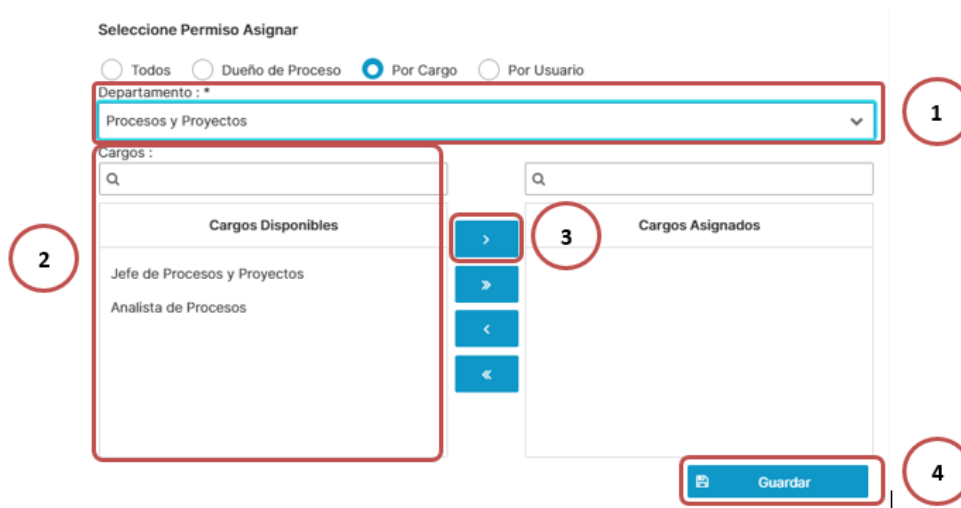 Seleccione Permiso Asignar
Todos Dueño de Proceso Por Cargo Por Usuario
Departamento : *
Procesos y Proyectos
1
Cargos :
Cargos Disponibles
Cargos Asignados
2
3
Jefe de Procesos y Proyectos
Analista de Procesos
Guardar
4